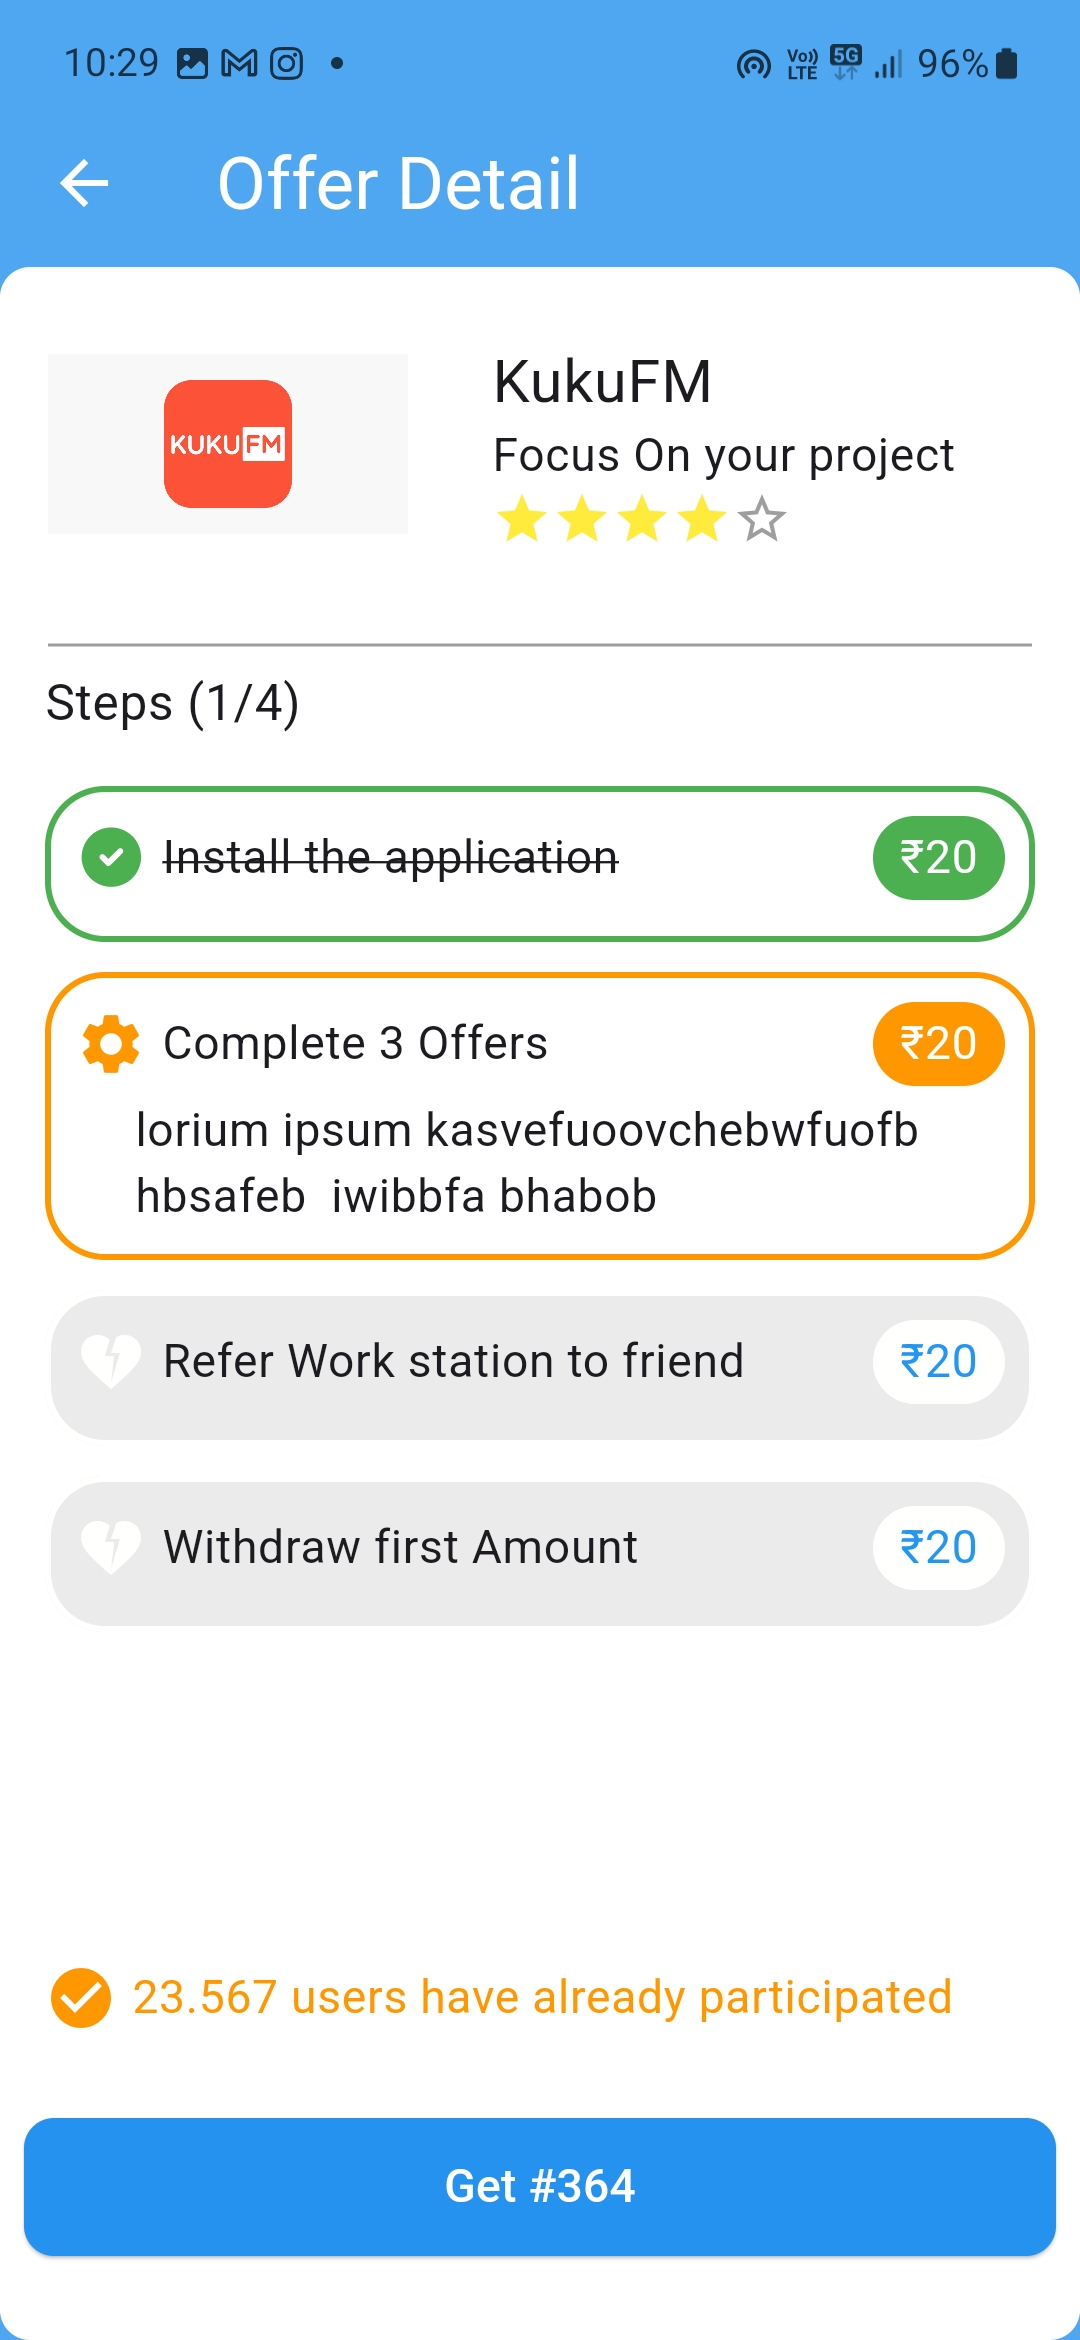 10:29
Vo)) LTE 5G 96%
Offer Detail
KUKU FM
KukuFM
Focus On your project
Steps (1/4)
Install the application ₹20
Complete 3 Offers ₹20
lorium ipsum kasvefuoovchebwfuofb
hbsafeb  iwibbfa bhabob
Refer Work station to friend ₹20
Withdraw first Amount ₹20
23.567 users have already participated
Get #364